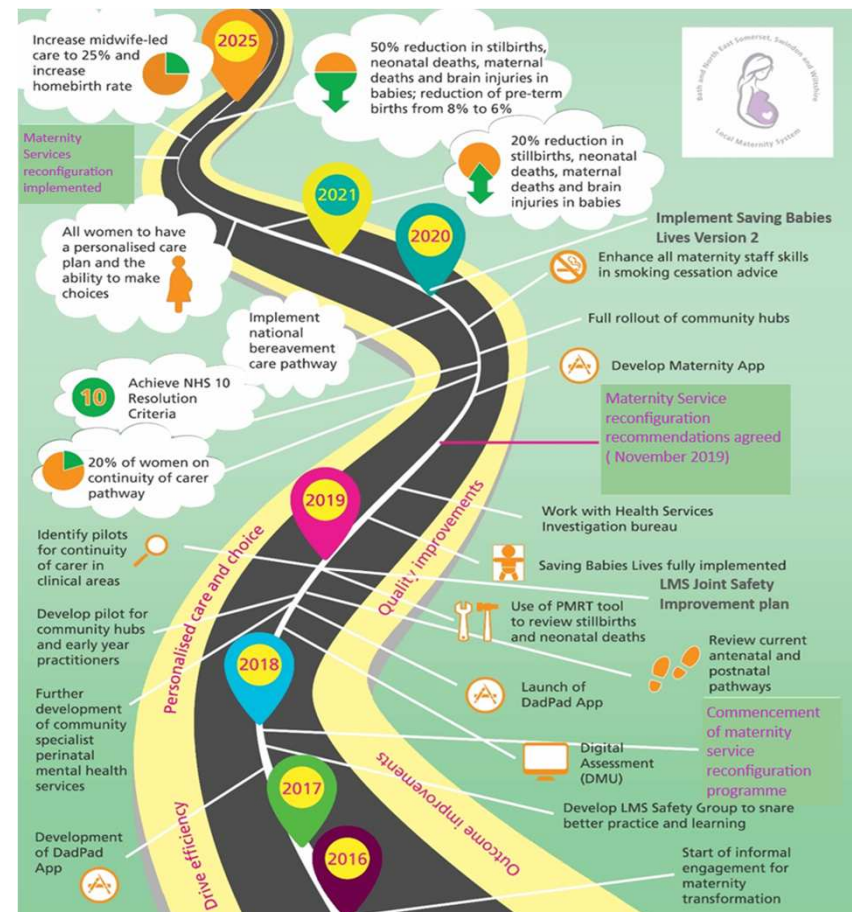 Increase midwife-led
care to 25% and
increase
homebirth rate
2025
50% reduction in stilbirths,
neonatal deaths, maternal
deaths and brain injuries in
babies; reduction of pre-term
births from 8% to 6%
Bath and North East Somerset, Swindon and Wiltshire
Local Maternity System
Maternity
Services
reconfiguration
implemented
20% reduction in
stillbirths, neonatal
deaths, maternal
deaths and brain
injuries in babies
2021
2020
All women to have
a personalised care
plan and the
ability to make
choices
Implement Saving Babies
Lives Version 2
Enhance all maternity staff skills
in smoking cessation advice
Implement
national
bereavement
care pathway
Full rollout of community hubs
Develop Maternity App
10
Achieve NHS 10
Resolution
Criteria
Maternity Service
reconfiguration
recommendations agreed
( November 2019)
20% of women on
continuity of carer
pathway
2019
Personalised care and choice
Quality improvements
Work with Health Services
Investigation bureau
Identify pilots
for continuity
of carer in
clinical areas
Saving Babies Lives fully implemented
LMS Joint Safety
Improvement plan
Develop pilot for
community hubs
and early year
practitioners
Use of PMRT tool
to review stillbirths
and neonatal deaths
Review current
antenatal and
postnatal
pathways
2018
Further
development
of community
specialist
perinatal
mental health
services
Launch of
DadPad App
Commencement
of maternity
service
reconfiguration
programme
Digital
Assessment
(DMU)
2017
Develop LMS Safety Group to snare
better practice and learning
Drive efficiency
Outcome improvements
Development
of DadPad
App
2016
Start of informal
engagement for
maternity
transformation